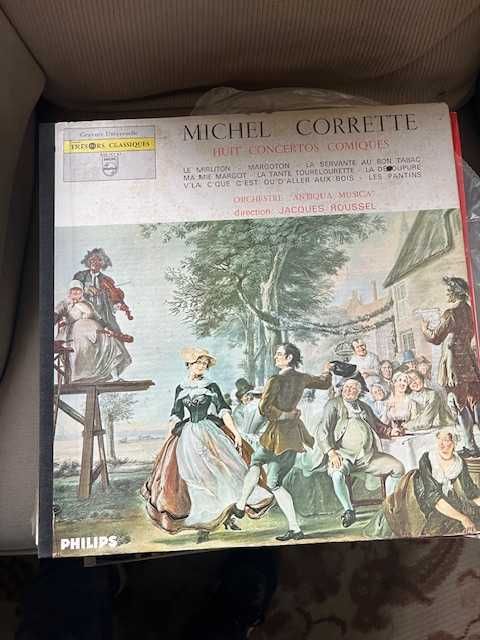 Gravure Universelle
TRÉSORS CLASSIQUES
PHILIPS
MICHEL CORRETTE
HUIT CONCERTOS COMIQUES
LE MIRLITON - MARGOTON - LA SERVANTE AU BON TABAC
MA MIE MARGOT - LA TANTE TOURELOURETTE - LA DÉCOUPURE
V'LA C'QUE C'EST QU'D'ALLER AUX BOIS - LES PANTINS
ORCHESTRE "ANTIQUA MUSICA"
direction: JACQUES ROUSSEL
PHILIPS